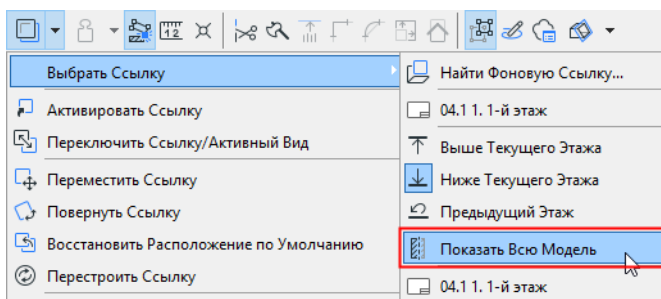 1 2
Выбрать Ссылку
Активировать Ссылку
Переключить Ссылку/Активный Вид
Переместить Ссылку
Повернуть Ссылку
Восстановить Расположение по Умолчанию
Перестроить Ссылку
Найти Фоновую Ссылку...
04.1 1. 1-й этаж
Выше Текущего Этажа
Ниже Текущего Этажа
Предыдущий Этаж
Показать Всю Модель
04.1 1. 1-й этаж